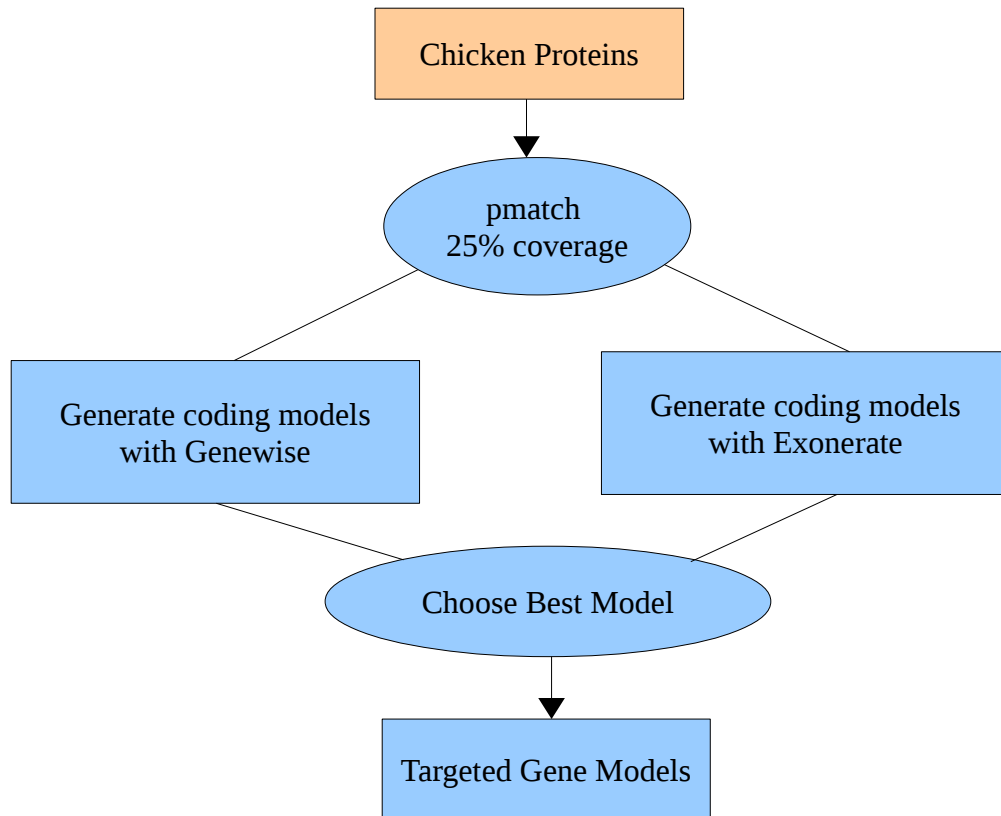 Chicken Proteins
pmatch
25% coverage
Generate coding models
with Genewise
Generate coding models
with Exonerate
Choose Best Model
Targeted Gene Models